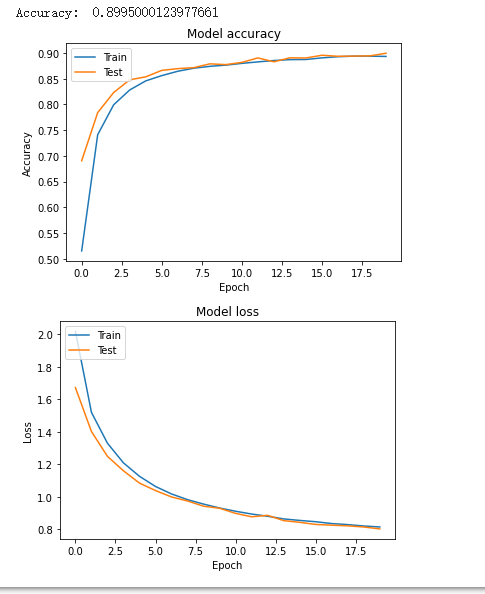 Accuracy: 0.8995000123977661
Model accuracy
Train
Test
0.90
0.85
0.80
0.75
0.70
0.65
0.60
0.55
0.50
Accuracy
0.0 2.5 5.0 7.5 10.0 12.5 15.0 17.5
Epoch
Model loss
Train
Test
2.0
1.8
1.6
1.4
1.2
1.0
0.8
Loss
0.0 2.5 5.0 7.5 10.0 12.5 15.0 17.5
Epoch